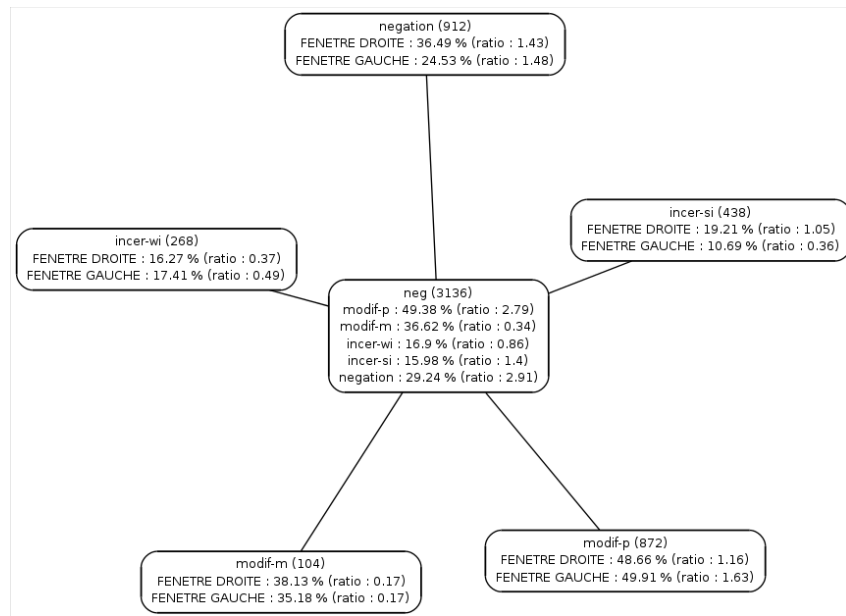 negation (912)
FENETRE DROITE : 36.49 % (ratio : 1.43)
FENETRE GAUCHE : 24.53 % (ratio : 1.48)
incer-si (438)
FENETRE DROITE : 19.21 % (ratio : 1.05)
FENETRE GAUCHE : 10.69 % (ratio : 0.36)
incer-wi (268)
FENETRE DROITE : 16.27 % (ratio : 0.37)
FENETRE GAUCHE : 17.41 % (ratio : 0.49)
neg (3136)
modif-p : 49.38 % (ratio : 2.79)
modif-m : 36.62 % (ratio : 0.34)
incer-wi : 16.9 % (ratio : 0.86)
incer-si : 15.98 % (ratio : 1.4)
negation : 29.24 % (ratio : 2.91)
modif-m (104)
FENETRE DROITE : 38.13 % (ratio : 0.17)
FENETRE GAUCHE : 35.18 % (ratio : 0.17)
modif-p (872)
FENETRE DROITE : 48.66 % (ratio : 1.16)
FENETRE GAUCHE : 49.91 % (ratio : 1.63)